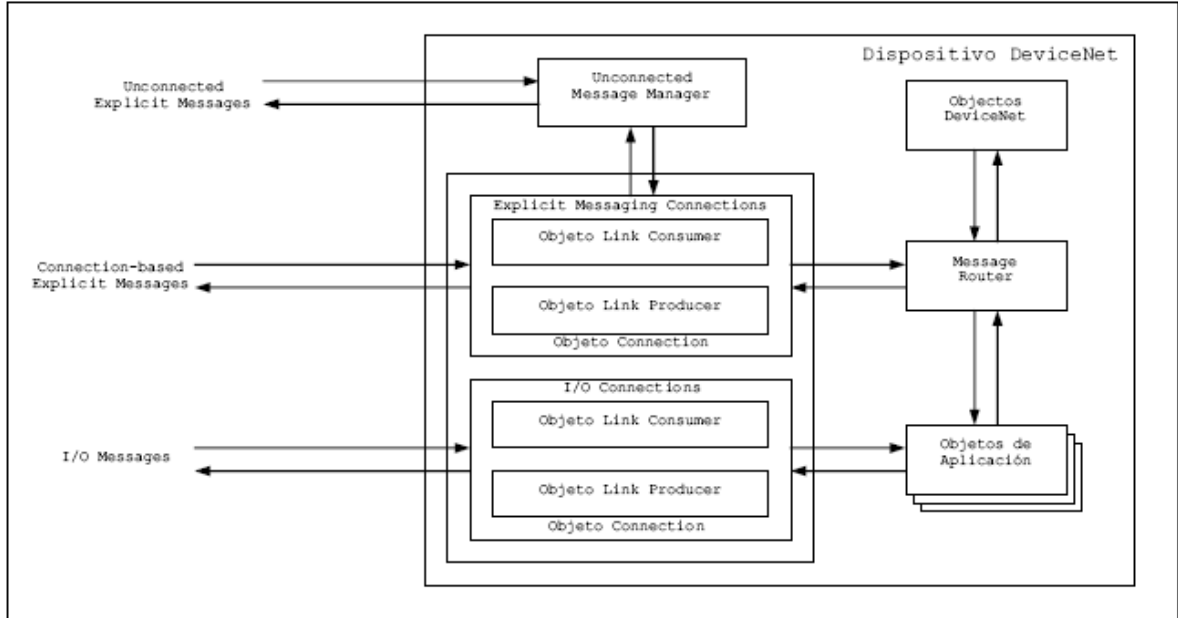 Dispositivo DeviceNet
Unconnected
Explicit Messages
Unconnected
Message Manager
Objectos
DeviceNet
Explicit Messaging Connections
Objeto Link Consumer
Connection-based
Explicit Messages
Message
Router
Objeto Link Producer
Objeto Connection
I/O Connections
Objeto Link Consumer
I/O Messages
Objetos de
Aplicación
Objeto Link Producer
Objeto Connection